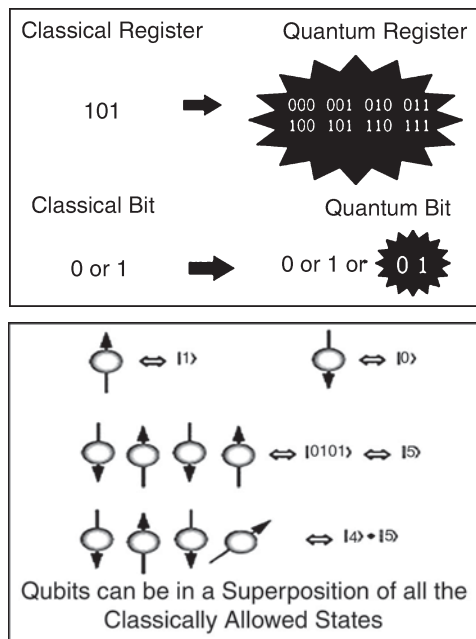 Classical Register Quantum Register
101
000 001 010 011
100 101 110 111
Classical Bit Quantum Bit
0 or 1 0 or 1 or 0 1
⇔ |1⟩ ⇔ |0⟩
⇔ |0101⟩ ⇔ |5⟩
⇔ |4⟩+|5⟩
Qubits can be in a Superposition of all the
Classically Allowed States